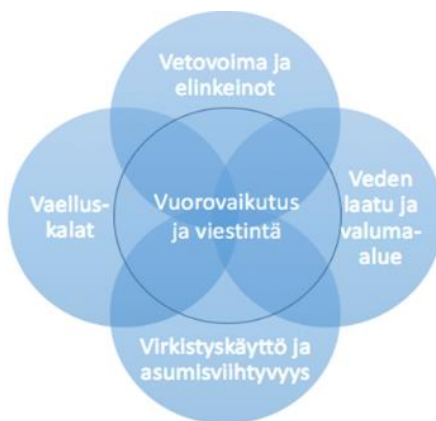 Vetovoima ja
elinkeinot
Vaellus-
kalat
Vuorovaikutus
ja viestintä
Veden
laatu ja
valuma-
alue
Virkistyskäyttö ja
asumisviihtyvyys